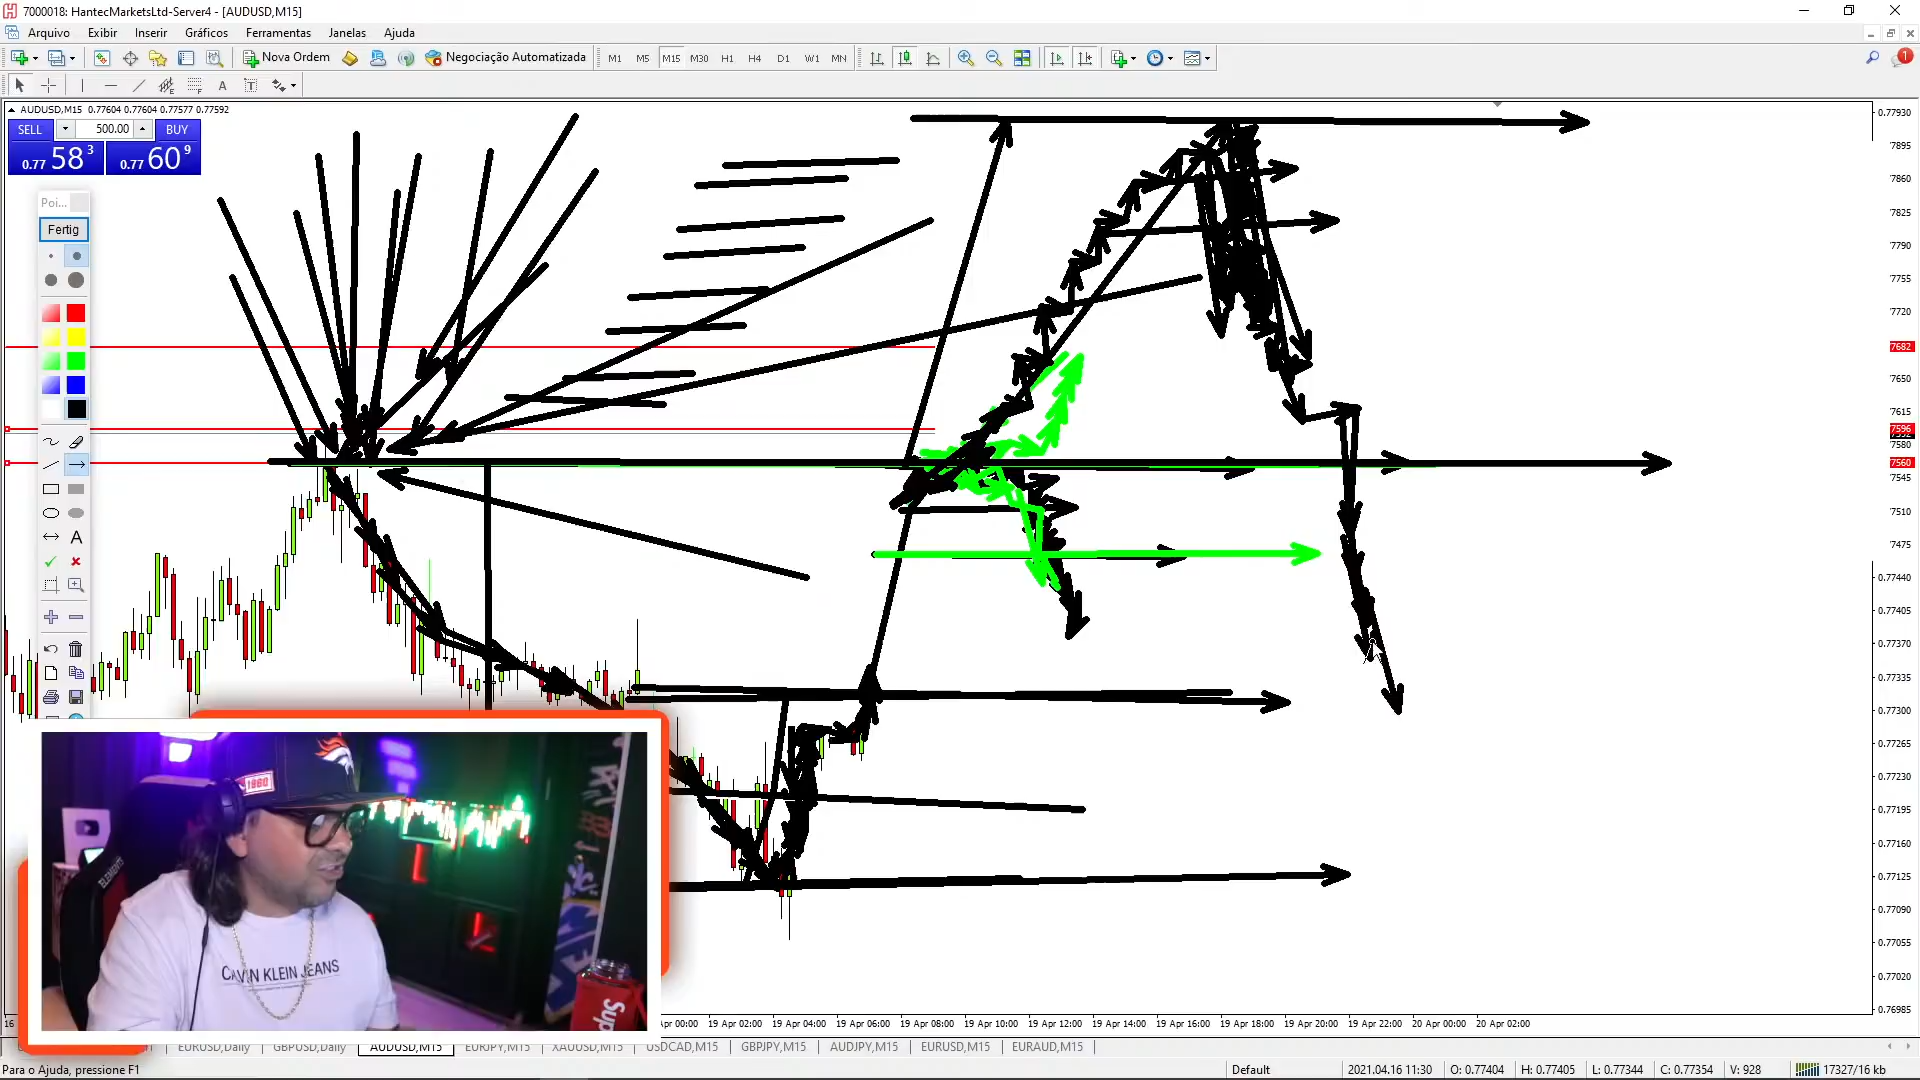 7000018: HantecMarketsLtd-Server4 - [AUDUSD,M15]
Arquivo Exibir Inserir Gráficos Ferramentas Janelas Ajuda
Nova Ordem Negociação Automatizada M1 M5 M15 M30 H1 H4 D1 W1 MN 1
A T
AUDUSD,M15 0.77604 0.77604 0.77577 0.77592
SELL 500.00 BUY
0.77 58 3 0.77 60 9
Poi...
Fertig
A
0.77930
7895
7860
7825
7790
7755
7720
7682
7650
7615
7596
7580
7560
7545
7510
7475
0.77440
0.77405
0.77370
0.77335
0.77300
0.77265
0.77230
0.77195
0.77160
0.77125
0.77090
0.77055
0.77020
0.76985
1960
ELEMENTS
CALVIN KLEIN JEANS
Sup
16 Apr 00:00 19 Apr 02:00 19 Apr 04:00 19 Apr 06:00 19 Apr 08:00 19 Apr 10:00 19 Apr 12:00 19 Apr 14:00 19 Apr 16:00 19 Apr 18:00 19 Apr 20:00 19 Apr 22:00 20 Apr 00:00 20 Apr 02:00
EURUSD,Daily GBPUSD,Daily AUDUSD,M15 EURJPY,M15 XAUUSD,M15 USDCAD,M15 GBPJPY,M15 AUDJPY,M15 EURUSD,M15 EURAUD,M15
Para o Ajuda, pressione F1 Default 2021.04.16 11:30 O: 0.77404 H: 0.77405 L: 0.77344 C: 0.77354 V: 928 17327/16 kb